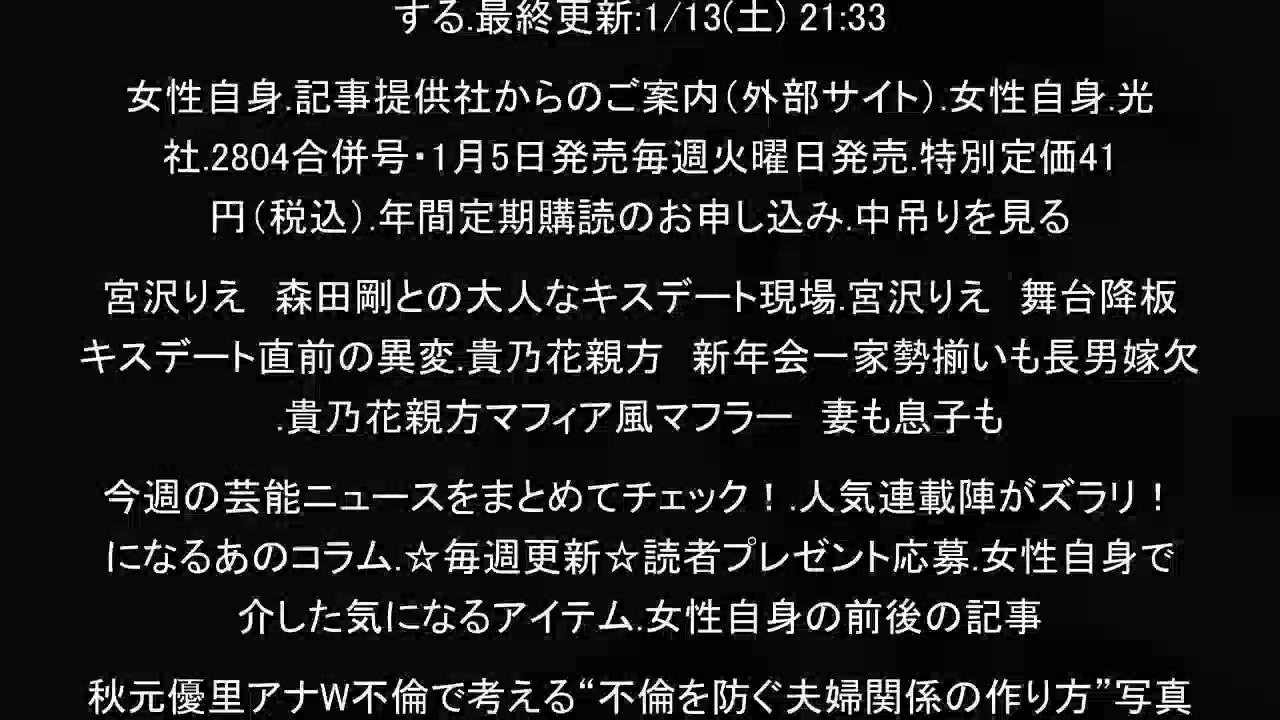 する.最終更新:1/13(土) 21:33
女性自身.記事提供社からのご案内（外部サイト）.女性自身.光
社.2804合併号・1月5日発売毎週火曜日発売.特別定価41
円（税込）.年間定期購読のお申し込み.中吊りを見る
宮沢りえ　森田剛との大人なキスデート現場.宮沢りえ　舞台降板
キスデート直前の異変.貴乃花親方　新年会一家勢揃いも長男嫁欠
.貴乃花親方マフィア風マフラー　妻も息子も
今週の芸能ニュースをまとめてチェック！.人気連載陣がズラリ！
になるあのコラム.☆毎週更新☆読者プレゼント応募.女性自身で
介した気になるアイテム.女性自身の前後の記事
秋元優里アナW不倫で考える“不倫を防ぐ夫婦関係の作り方”写真